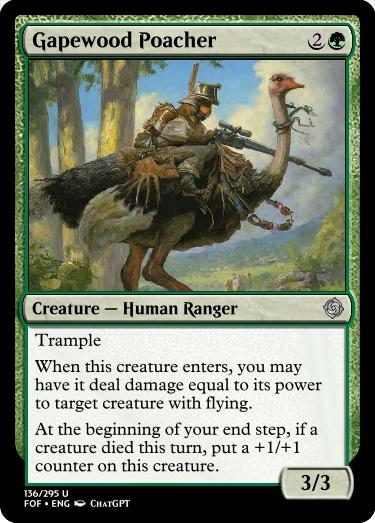 Gapewood Poacher 2
Creature — Human Ranger
Trample
When this creature enters, you may
have it deal damage equal to its power
to target creature with flying.
At the beginning of your end step, if a
creature died this turn, put a +1/+1
counter on this creature.
3/3
136/295 U
FOF • ENG ChatGPT